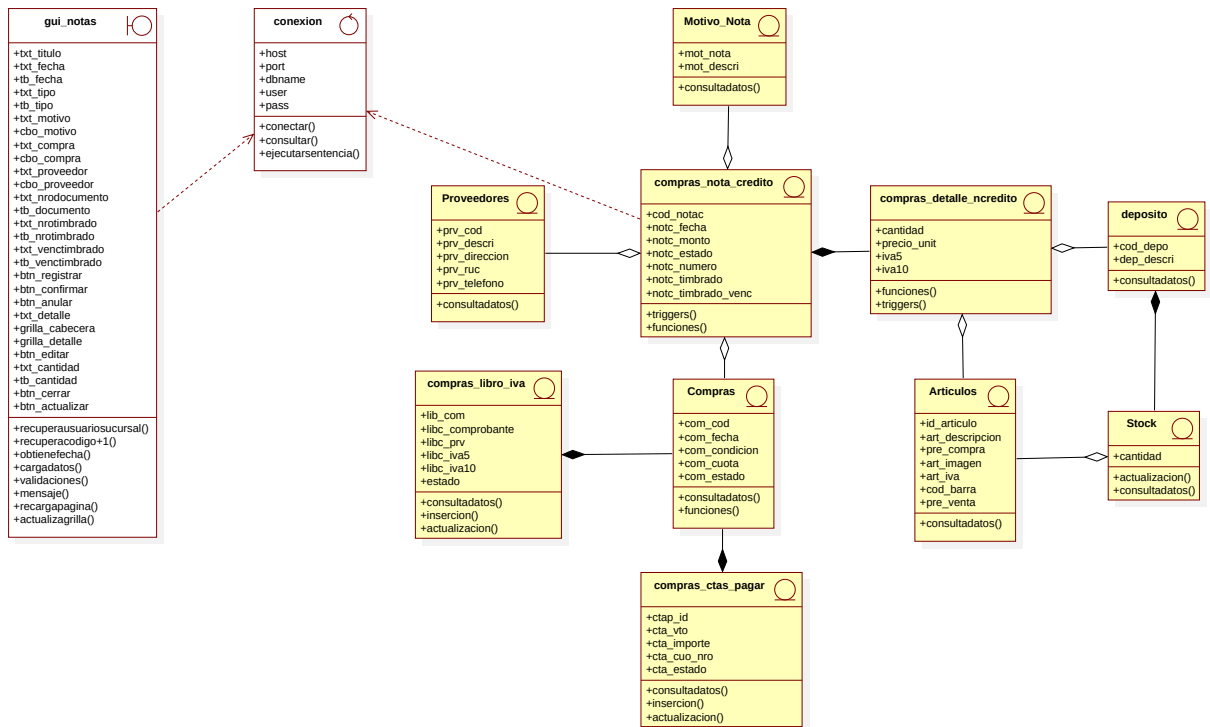 gui_notas
+txt_titulo
+txt_fecha
+tb_fecha
+txt_tipo
+tb_tipo
+txt_motivo
+cbo_motivo
+txt_compra
+cbo_compra
+txt_proveedor
+cbo_proveedor
+txt_nrodocumento
+tb_documento
+txt_nrotimbrado
+tb_nrotimbrado
+txt_venctimbrado
+tb_venctimbrado
+btn_registrar
+btn_confirmar
+btn_anular
+txt_detalle
+grilla_cabecera
+grilla_detalle
+btn_editar
+txt_cantidad
+tb_cantidad
+btn_cerrar
+btn_actualizar
+recuperausuariosucursal()
+recuperacodigo+1()
+obtienefecha()
+cargadatos()
+validaciones()
+mensaje()
+recargapagina()
+actualizagrilla()
conexion
+host
+port
+dbname
+user
+pass
+conectar()
+consultar()
+ejecutarsentencia()
Motivo_Nota
+mot_nota
+mot_descri
+consultadatos()
Proveedores
+prv_cod
+prv_descri
+prv_direccion
+prv_ruc
+prv_telefono
+consultadatos()
compras_nota_credito
+cod_notac
+notc_fecha
+notc_monto
+notc_estado
+notc_numero
+notc_timbrado
+notc_timbrado_venc
+triggers()
+funciones()
compras_detalle_ncredito
+cantidad
+precio_unit
+iva5
+iva10
+funciones()
+triggers()
deposito
+cod_depo
+dep_descri
+consultadatos()
compras_libro_iva
+lib_com
+libc_comprobante
+libc_prv
+libc_iva5
+libc_iva10
+estado
+consultadatos()
+insercion()
+actualizacion()
Compras
+com_cod
+com_fecha
+com_condicion
+com_cuota
+com_estado
+consultadatos()
+funciones()
Articulos
+id_articulo
+art_descripcion
+pre_compra
+art_imagen
+art_iva
+cod_barra
+pre_venta
+consultadatos()
Stock
+cantidad
+actualizacion()
+consultadatos()
compras_ctas_pagar
+ctap_id
+cta_vto
+cta_importe
+cta_cuo_nro
+cta_estado
+consultadatos()
+insercion()
+actualizacion()